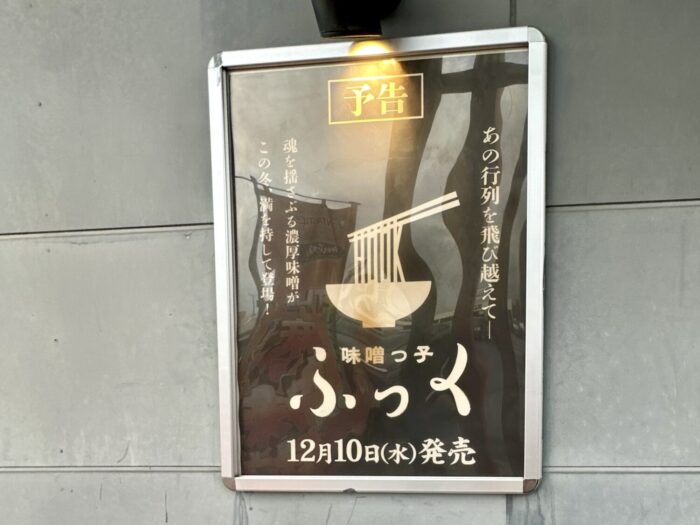 予告
あの行列を飛び越えて―
魂を揺さぶる濃厚味噌が
この冬、満を持して登場!
HOOK
味噌っ子
ふっく
12月10日(水)発売